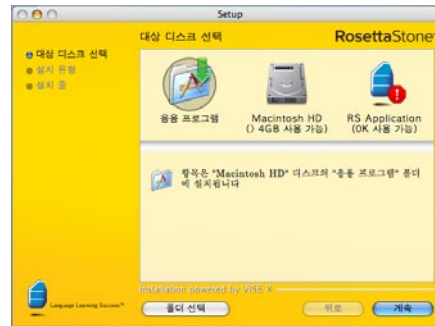 Setup
대상 디스크 선택
RosettaStone
대상 디스크 선택
설치 유형
설치 중
응용 프로그램
Macintosh HD
() 4GB 사용 가능)
RS Application
(0K 사용 가능)
항목은 "Macintosh HD" 디스크의 "응용 프로그램" 폴더
에 설치됩니다
Language Learning Success™
Installation powered by VISE X
폴더 선택
뒤로
계속